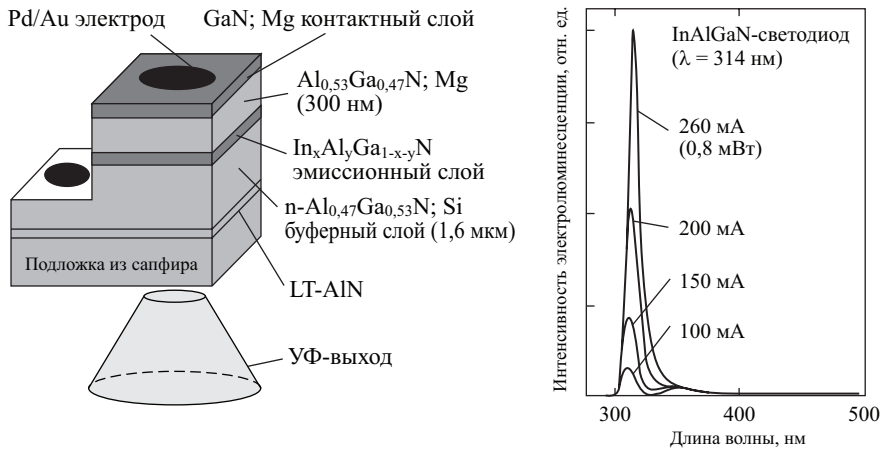 Pd/Au электрод
GaN; Mg контактный слой
Al0,53Ga0,47N; Mg
(300 нм)
InxAlyGa1-x-yN
эмиссионный слой
n-Al0,47Ga0,53N; Si
буферный слой (1,6 мкм)
Подложка из сапфира
LT-AlN
УФ-выход
Интенсивность электролюминесценции, отн. ед.
InAlGaN-светодиод
(λ = 314 нм)
260 мА
(0,8 мВт)
200 мА
150 мА
100 мА
300
400
500
Длина волны, нм